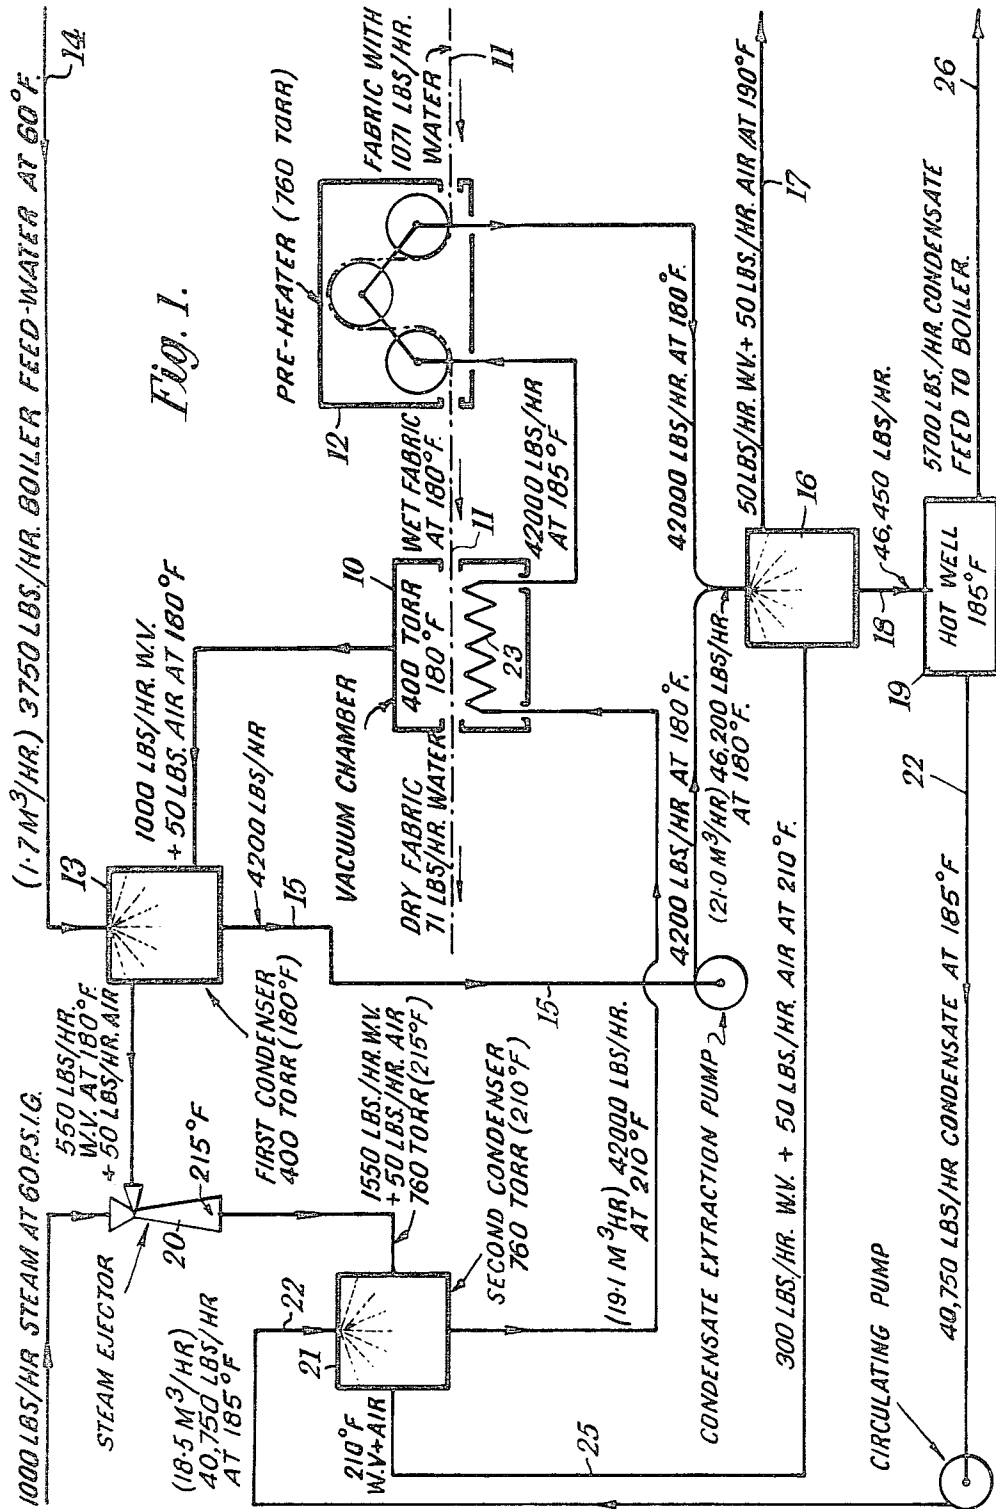 (1·7 M³/HR.) 3750 LBS./HR. BOILER FEED-WATER AT 60°F.
14
Fig. 1.
1000 LBS/HR STEAM AT 60 P.S.I.G.
STEAM EJECTOR
20
215°F
550 LBS/HR.
W.V. AT 180°F.
+ 50 LBS/HR. AIR
13
FIRST CONDENSER
400 TORR (180°F)
1000 LBS/HR. W.V.
+ 50 LBS. AIR AT 180°F
4200 LBS/HR
15
15
VACUUM CHAMBER
10
400 TORR
180°F
23
DRY FABRIC
71 LBS/HR. WATER
WET FABRIC
AT 180°F.
11
12
PRE-HEATER (760 TORR)
FABRIC WITH
1071 LBS/HR.
WATER
11
42000 LBS/HR
AT 185°F
(18·5 M³/HR)
40,750 LBS/HR
AT 185°F
22
21
210°F
W.V+AIR
1550 LBS./HR.W.V.
+ 50 LBS/HR. AIR
760 TORR (215°F)
SECOND CONDENSER
760 TORR (210°F)
(19·1 M³HR) 42000 LBS/HR.
AT 210°F
CONDENSATE EXTRACTION PUMP
4200 LBS/HR AT 180°F.
(21·0 M³/HR) 46,200 LBS/HR
AT 180°F.
42000 LBS/HR. AT 180°F.
25
300 LBS/HR. W.V. + 50 LBS./HR. AIR AT 210°F.
16
50 LBS/HR. W.V.+ 50 LBS./HR. AIR AT 190°F
17
18
46,450 LBS/HR.
19
HOT WELL
185°F
5700 LBS/HR. CONDENSATE
FEED TO BOILER.
26
22
40,750 LBS/HR CONDENSATE AT 185°F
CIRCULATING PUMP